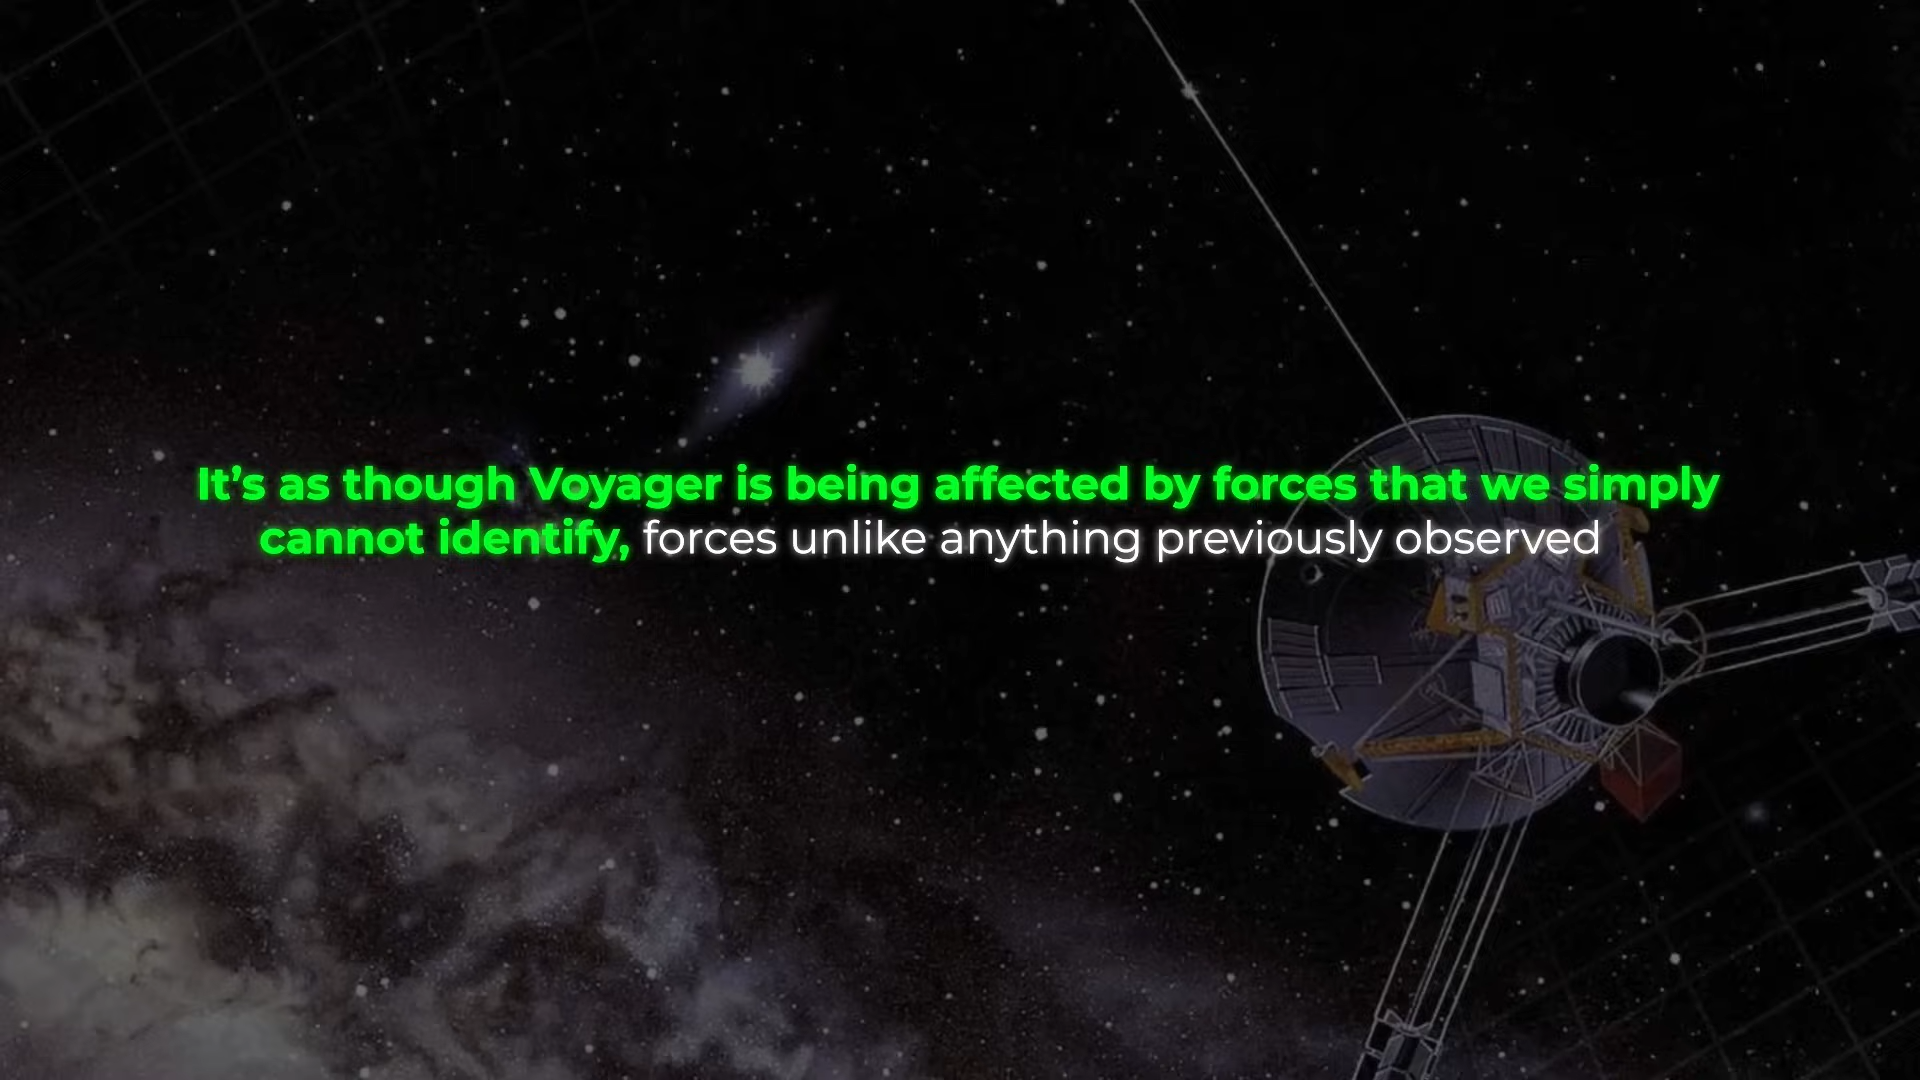 It’s as though Voyager is being affected by forces that we simply
cannot identify, forces unlike anything previously observed